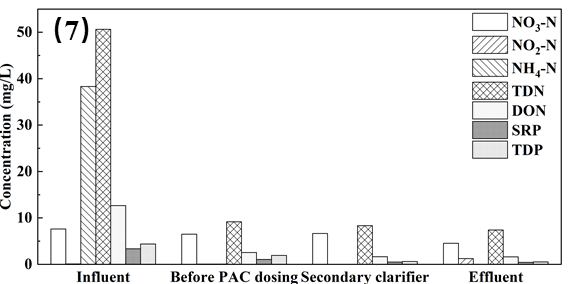 (7)
NO3-N
NO2-N
NH4-N
TDN
DON
SRP
TDP
Concentration (mg/L)
50
40
30
20
10
0
Influent
Before PAC dosing
Secondary clarifier
Effluent